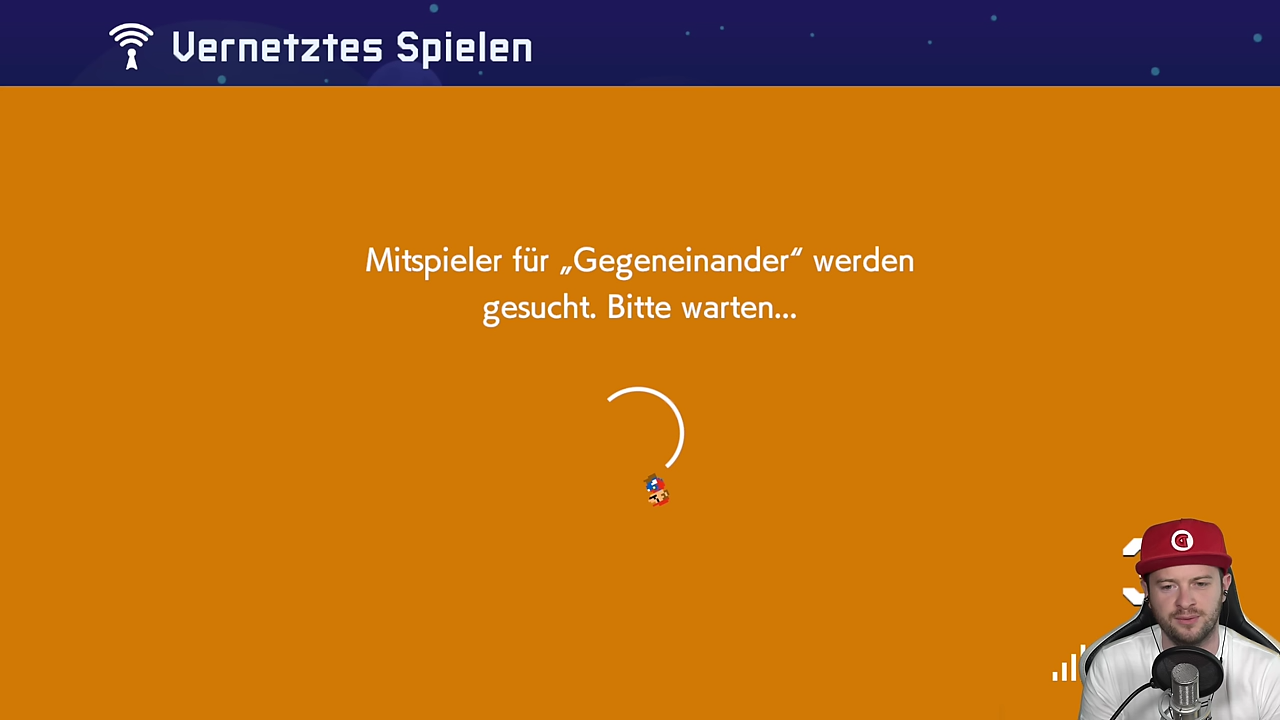 Vernetztes Spielen
Mitspieler für „Gegeneinander“ werden
gesucht. Bitte warten...